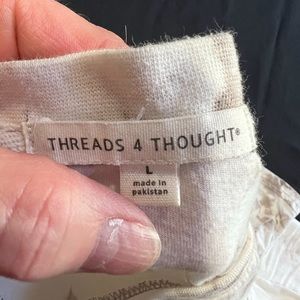 THREADS 4 THOUGHT®
L
made in
pakistan